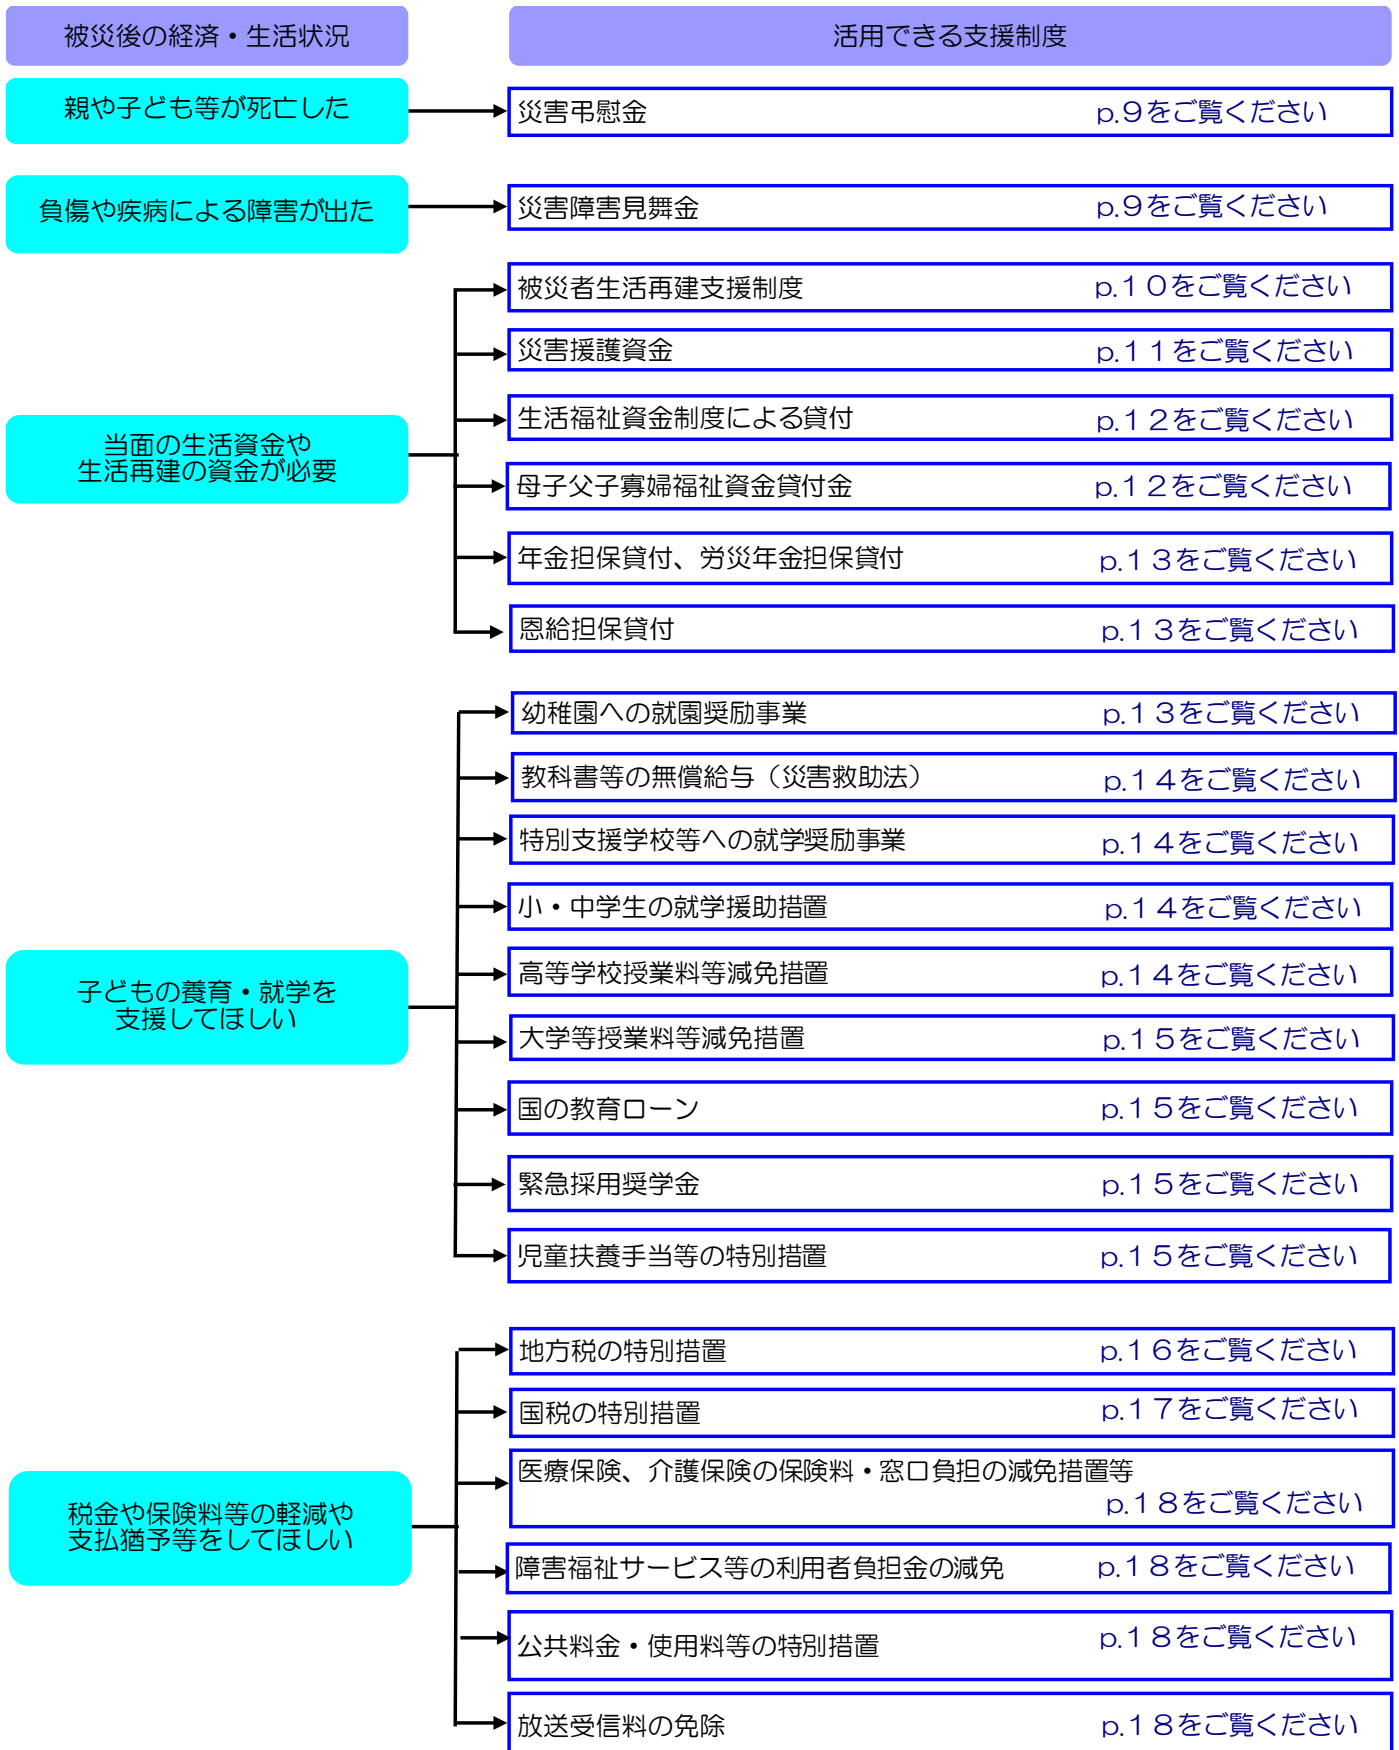 被災後の経済・生活状況
活用できる支援制度
親や子ども等が死亡した
災害弔慰金 p.9をご覧ください
負傷や疾病による障害が出た
災害障害見舞金 p.9をご覧ください
当面の生活資金や
生活再建の資金が必要
被災者生活再建支援制度 p.10をご覧ください
災害援護資金 p.11をご覧ください
生活福祉資金制度による貸付 p.12をご覧ください
母子父子寡婦福祉資金貸付金 p.12をご覧ください
年金担保貸付、労災年金担保貸付 p.13をご覧ください
恩給担保貸付 p.13をご覧ください
子どもの養育・就学を
支援してほしい
幼稚園への就園奨励事業 p.13をご覧ください
教科書等の無償給与（災害救助法） p.14をご覧ください
特別支援学校等への就学奨励事業 p.14をご覧ください
小・中学生の就学援助措置 p.14をご覧ください
高等学校授業料等減免措置 p.14をご覧ください
大学等授業料等減免措置 p.15をご覧ください
国の教育ローン p.15をご覧ください
緊急採用奨学金 p.15をご覧ください
児童扶養手当等の特別措置 p.15をご覧ください
税金や保険料等の軽減や
支払猶予等をしてほしい
地方税の特別措置 p.16をご覧ください
国税の特別措置 p.17をご覧ください
医療保険、介護保険の保険料・窓口負担の減免措置等
p.18をご覧ください
障害福祉サービス等の利用者負担金の減免 p.18をご覧ください
公共料金・使用料等の特別措置 p.18をご覧ください
放送受信料の免除 p.18をご覧ください